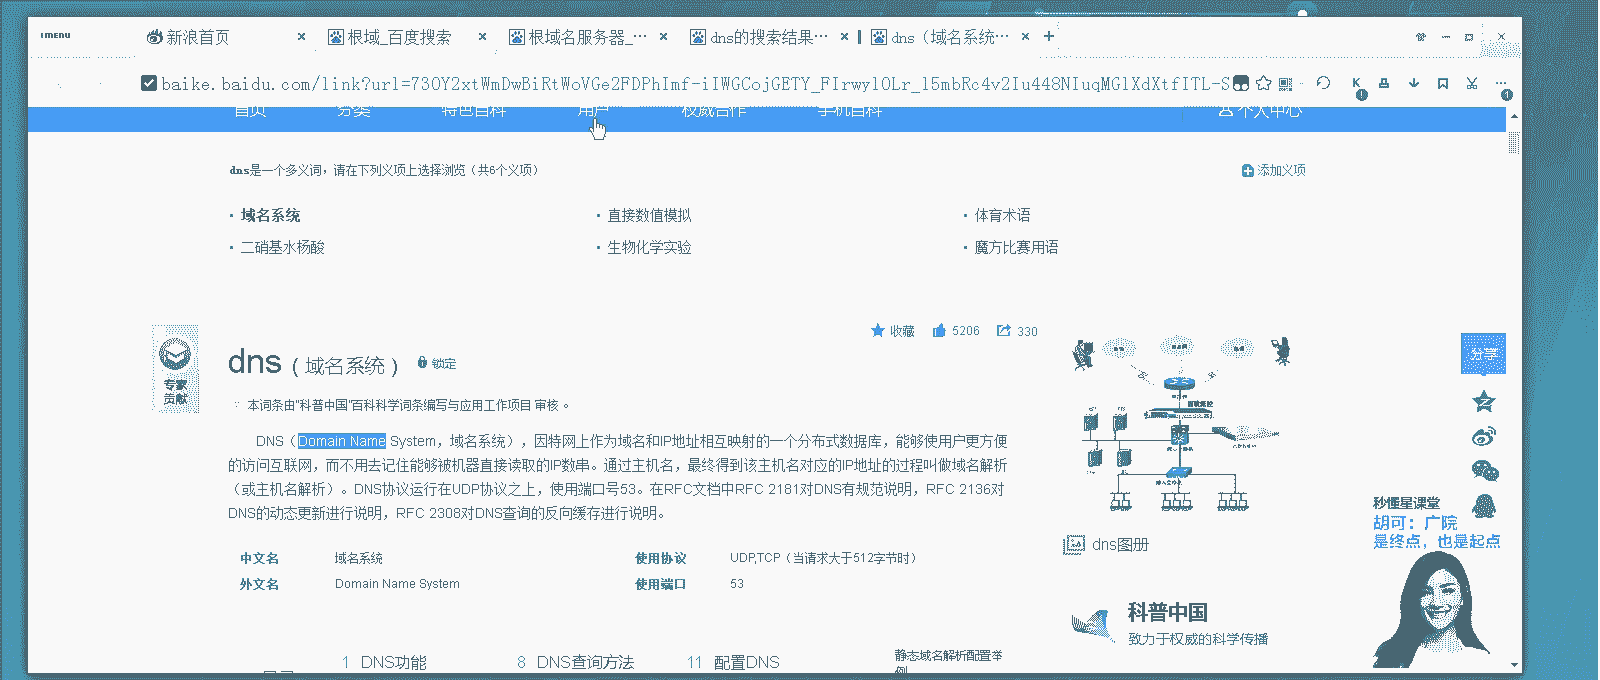 MENU
新浪首页
根域_百度搜索
根域名服务器_…
dns的搜索结果…
dns（域名系统…
baike.baidu.com/link?url=730Y2xtWmDwBiRtWoVGe2FDPhImf-iIWGCojGETY_FIrwylOLr_l5mbRc4v2Iu448NIuqMGlXdXtfITL-S
首页 分类 特色百科 用户 权威合作 手机百科 个人中心
dns是一个多义词，请在下列义项上选择浏览（共6个义项）
添加义项
域名系统
直接数值模拟
体育术语
二硝基水杨酸
生物化学实验
魔方比赛用语
收藏 5206 330
专家
贡献
dns（域名系统）
锁定
本词条由“科普中国”百科科学词条编写与应用工作项目 审核 。
DNS（Domain Name System，域名系统），因特网上作为域名和IP地址相互映射的一个分布式数据库，能够使用户更方便
的访问互联网，而不用去记住能够被机器直接读取的IP数串。通过主机名，最终得到该主机名对应的IP地址的过程叫做域名解析
（或主机名解析）。DNS协议运行在UDP协议之上，使用端口号53。在RFC文档中RFC 2181对DNS有规范说明，RFC 2136对
DNS的动态更新进行说明，RFC 2308对DNS查询的反向缓存进行说明。
中文名 域名系统
使用协议 UDP,TCP（当请求大于512字节时）
外文名 Domain Name System
使用端口 53
1 DNS功能
8 DNS查询方法
11 配置DNS
静态域名解析配置举
例
dns图册
科普中国
致力于权威的科学传播
分享
秒懂星课堂
胡可：广院
是终点，也是起点